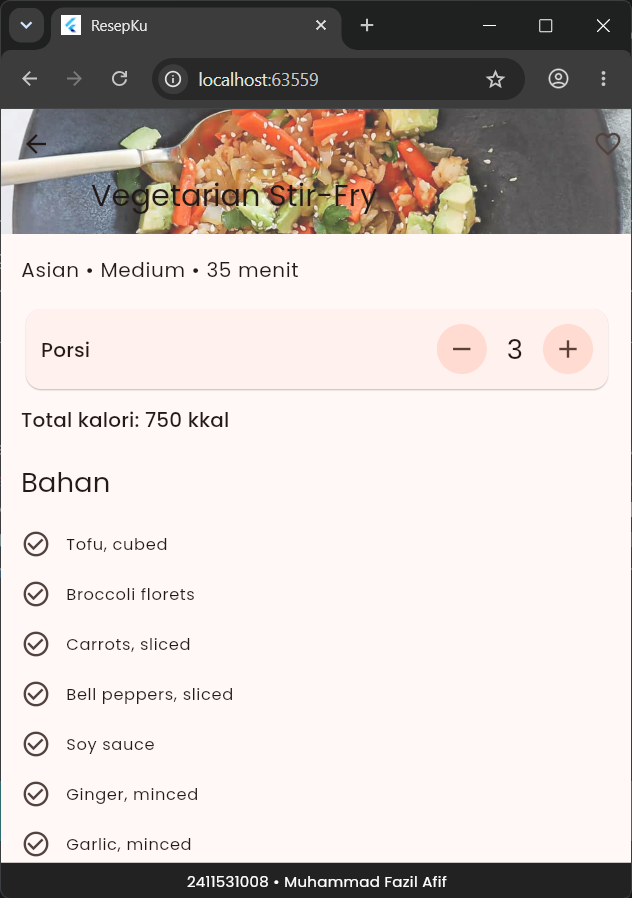 ResepKu
localhost:63559
Vegetarian Stir-Fry
Asian • Medium • 35 menit
Porsi
3
Total kalori: 750 kkal
Bahan
Tofu, cubed
Broccoli florets
Carrots, sliced
Bell peppers, sliced
Soy sauce
Ginger, minced
Garlic, minced
2411531008 • Muhammad Fazil Afif